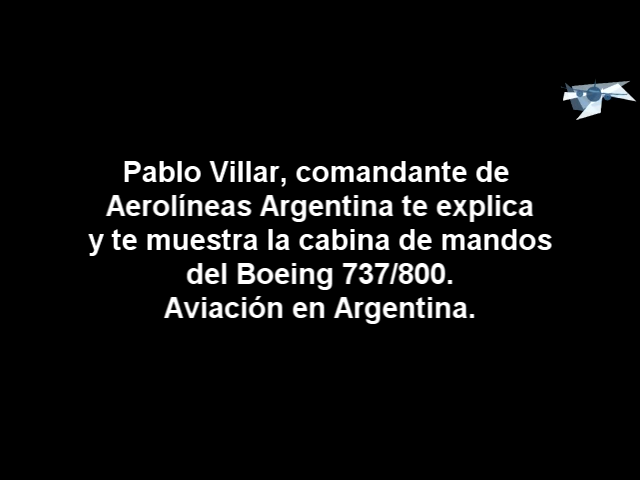 Pablo Villar, comandante de
Aerolíneas Argentina te explica
y te muestra la cabina de mandos
del Boeing 737/800.
Aviación en Argentina.